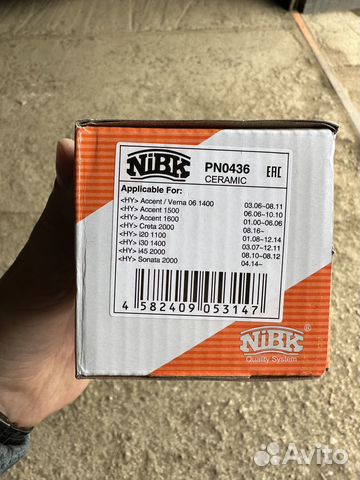 NiBK PN0436 EAC
CERAMIC
Applicable For:
<HY> Accent / Verna 06 1400 03.06-08.11
<HY> Accent 1500 06.06-10.10
<HY> Accent 1600 01.00-06.06
<HY> Creta 2000 08.16-
<HY> i20 1100 01.08-12.14
<HY> i30 1400 03.07-12.11
<HY> i45 2000 08.10-08.12
<HY> Sonata 2000 04.14-
4 582409 053147
NiBK ®
Quality System
Avito